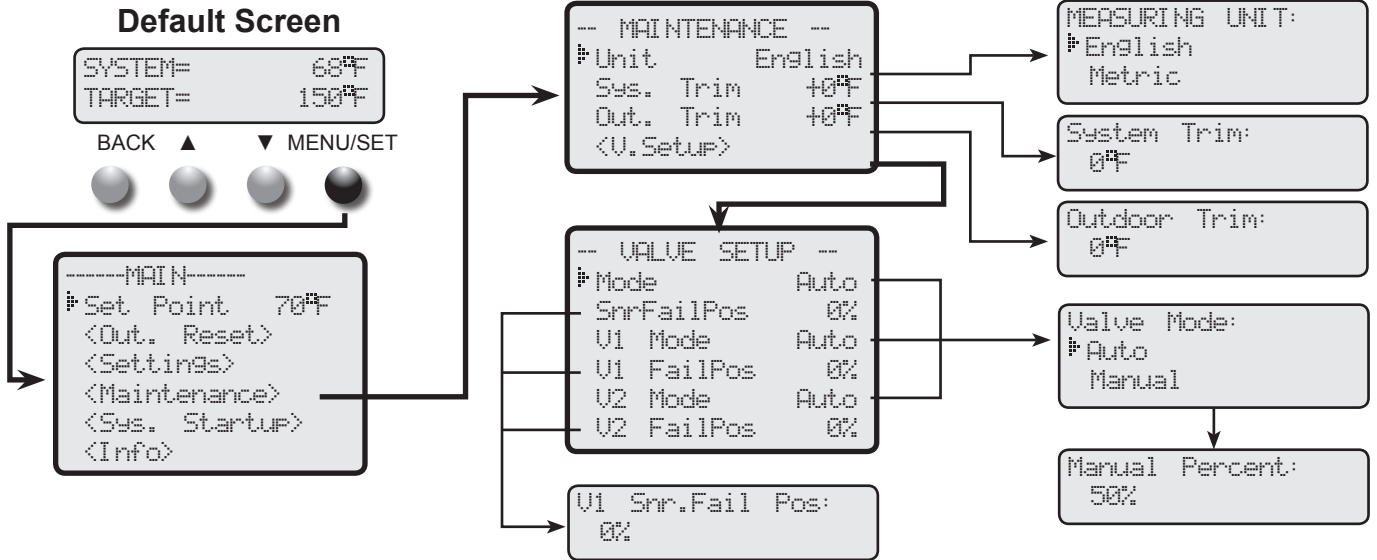 Default Screen
SYSTEM= 68°F
TARGET= 150°F
BACK ▲ ▼ MENU/SET
------MAIN------
Set Point 70°F
<Out. Reset>
<Settings>
<Maintenance>
<Sys. Startup>
<Info>
-- MAINTENANCE --
Unit English
Sys. Trim +0°F
Out. Trim +0°F
<V.Setup>
-- VALVE SETUP --
Mode Auto
SnrFailPos 0%
V1 Mode Auto
V1 FailPos 0%
V2 Mode Auto
V2 FailPos 0%
V1 Snr.Fail Pos:
0%
MEASURING UNIT:
English
Metric
System Trim:
0°F
Outdoor Trim:
0°F
Valve Mode:
Auto
Manual
Manual Percent:
50%